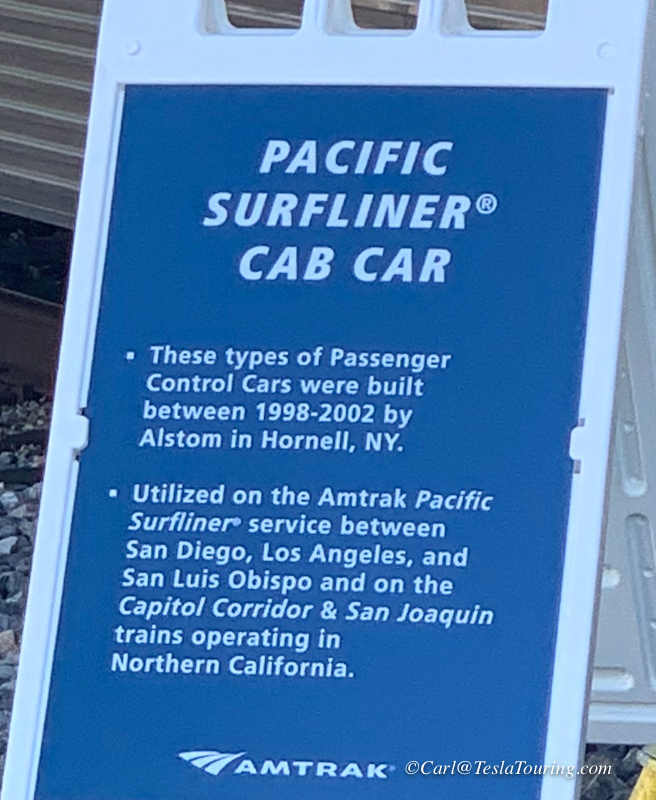 PACIFIC
SURFLINER®
CAB CAR
▪ These types of Passenger
Control Cars were built
between 1998-2002 by
Alstom in Hornell, NY.
▪ Utilized on the Amtrak Pacific
Surfliner® service between
San Diego, Los Angeles, and
San Luis Obispo and on the
Capitol Corridor & San Joaquin
trains operating in
Northern California.
AMTRAK®
©Carl@TeslaTouring.com